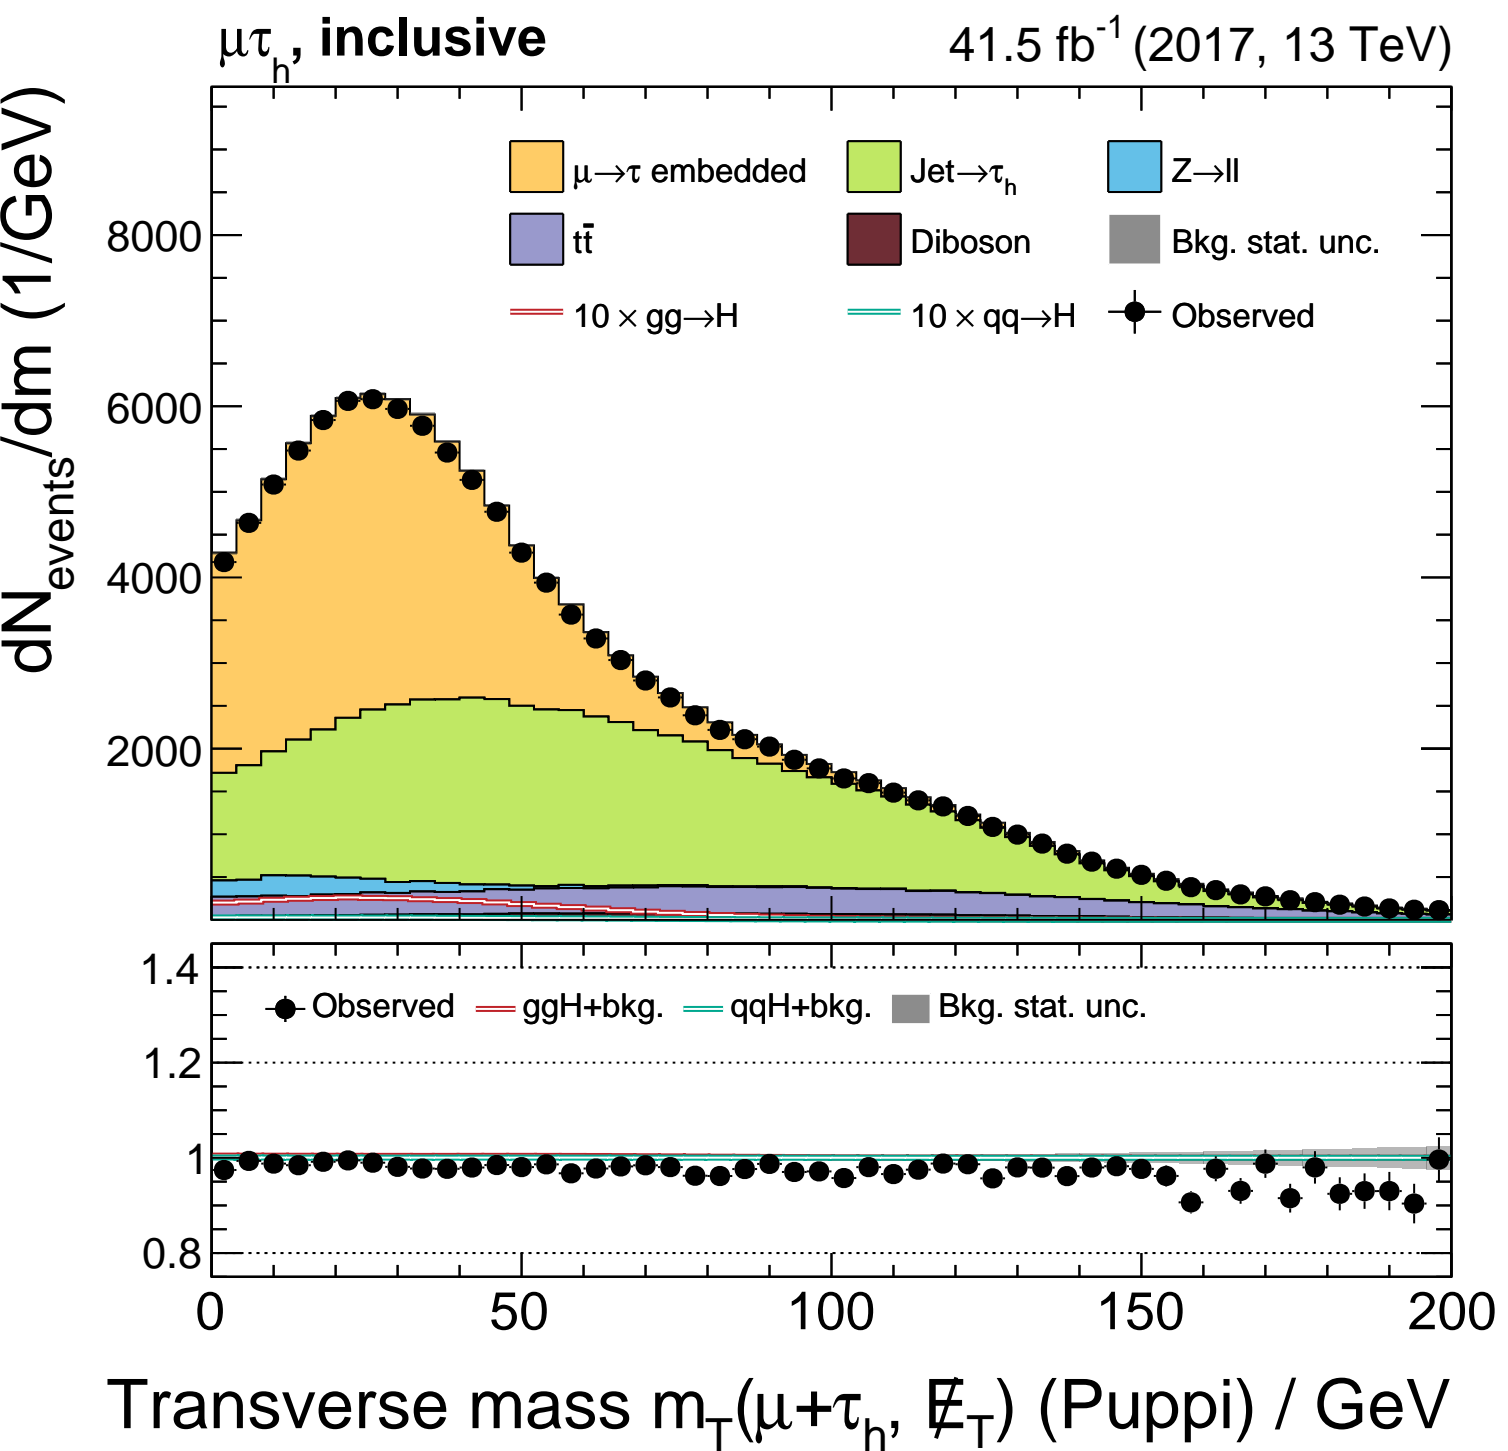 μτh, inclusive
41.5 fb-1 (2017, 13 TeV)
dNevents/dm (1/GeV)
μ→τ embedded
Jet→τh
Z→ll
tt̄
Diboson
Bkg. stat. unc.
10 × gg→H
10 × qq→H
Observed
8000
6000
4000
2000
1.4
1.2
1
0.8
Observed
ggH+bkg.
qqH+bkg.
Bkg. stat. unc.
0
50
100
150
200
Transverse mass mT(μ+τh, E̸T) (Puppi) / GeV